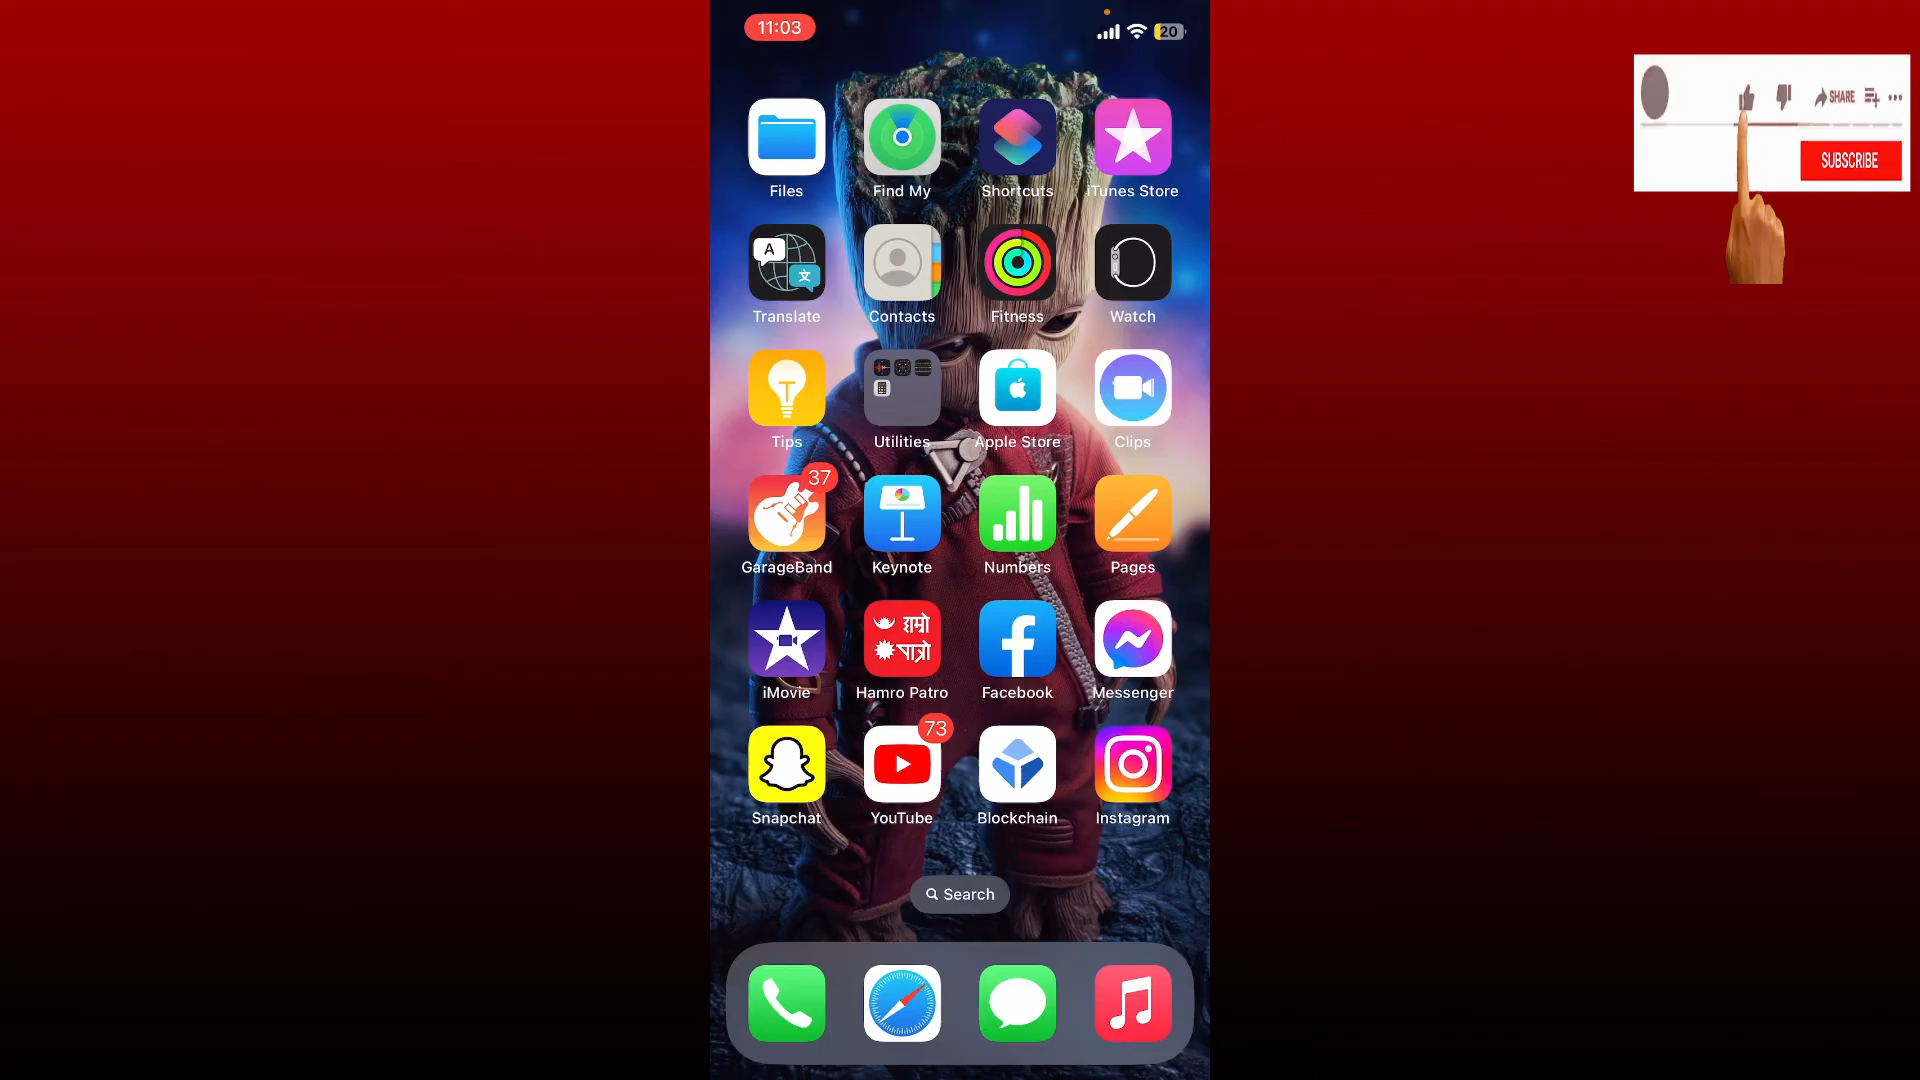 11:03
20
SHARE
SUBSCRIBE
Files
Find My
Shortcuts
iTunes Store
A
文
Translate
Contacts
Fitness
Watch
Tips
Utilities
Apple Store
Clips
37
GarageBand
Keynote
Numbers
Pages
हाम्रो
पात्रो
iMovie
Hamro Patro
Facebook
Messenger
73
Snapchat
YouTube
Blockchain
Instagram
Search